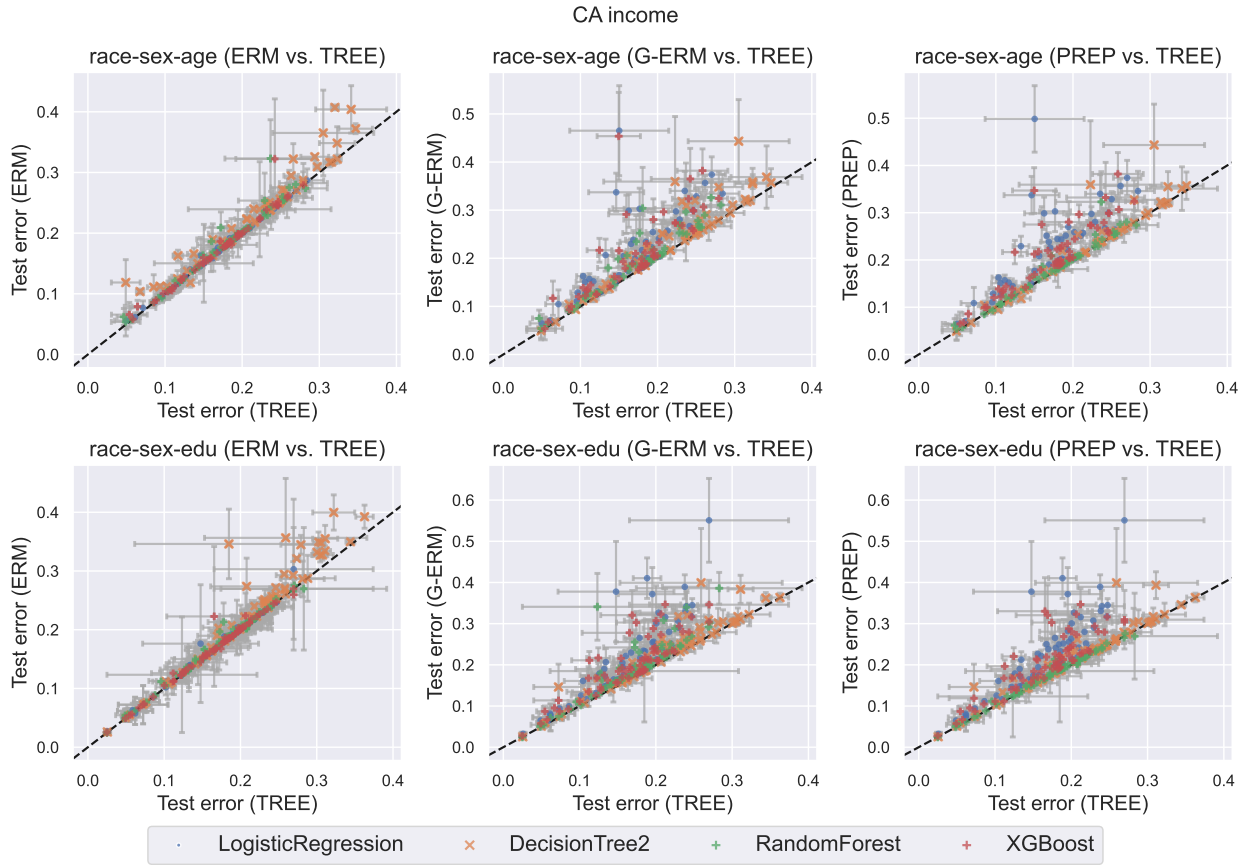 CA income
race-sex-age (ERM vs. TREE)
race-sex-age (G-ERM vs. TREE)
race-sex-age (PREP vs. TREE)
Test error (ERM)
0.4
0.3
0.2
0.1
0.0
0.0 0.1 0.2 0.3 0.4
Test error (TREE)
Test error (G-ERM)
0.5
0.4
0.3
0.2
0.1
0.0
0.0 0.1 0.2 0.3 0.4
Test error (TREE)
Test error (PREP)
0.5
0.4
0.3
0.2
0.1
0.0
0.0 0.1 0.2 0.3 0.4
Test error (TREE)
race-sex-edu (ERM vs. TREE)
race-sex-edu (G-ERM vs. TREE)
race-sex-edu (PREP vs. TREE)
Test error (ERM)
0.4
0.3
0.2
0.1
0.0
0.0 0.1 0.2 0.3 0.4
Test error (TREE)
Test error (G-ERM)
0.6
0.5
0.4
0.3
0.2
0.1
0.0
0.0 0.1 0.2 0.3 0.4
Test error (TREE)
Test error (PREP)
0.6
0.5
0.4
0.3
0.2
0.1
0.0
0.0 0.1 0.2 0.3 0.4
Test error (TREE)
LogisticRegression DecisionTree2 RandomForest XGBoost